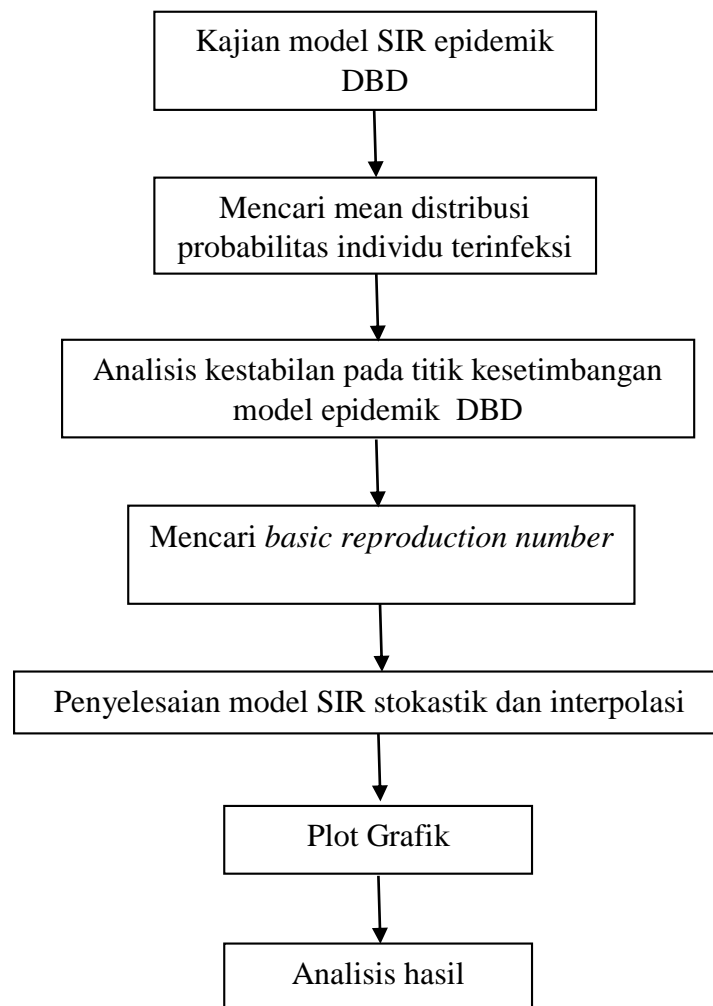 Kajian model SIR epidemik
DBD
Mencari mean distribusi
probabilitas individu terinfeksi
Analisis kestabilan pada titik kesetimbangan
model epidemik DBD
Mencari basic reproduction number
Penyelesaian model SIR stokastik dan interpolasi
Plot Grafik
Analisis hasil